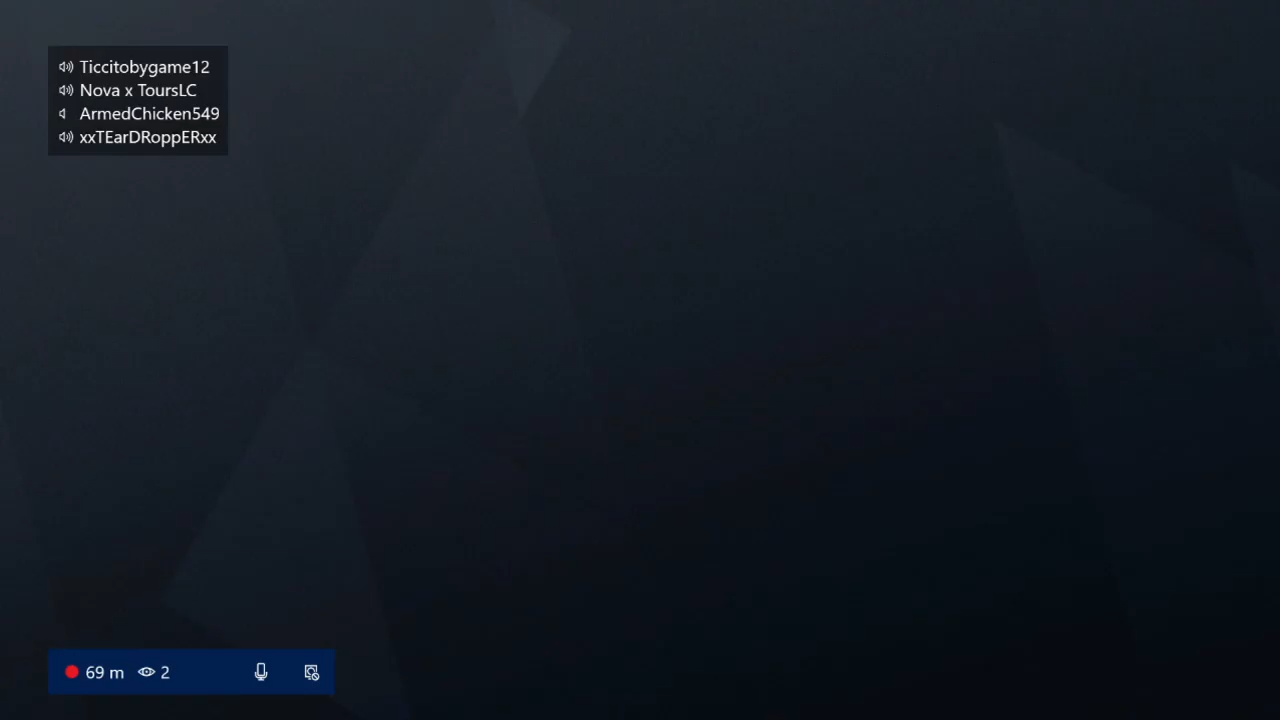 Ticcitobygame12
Nova x ToursLC
ArmedChicken549
xxTEarDRoppERxx
69 m 2